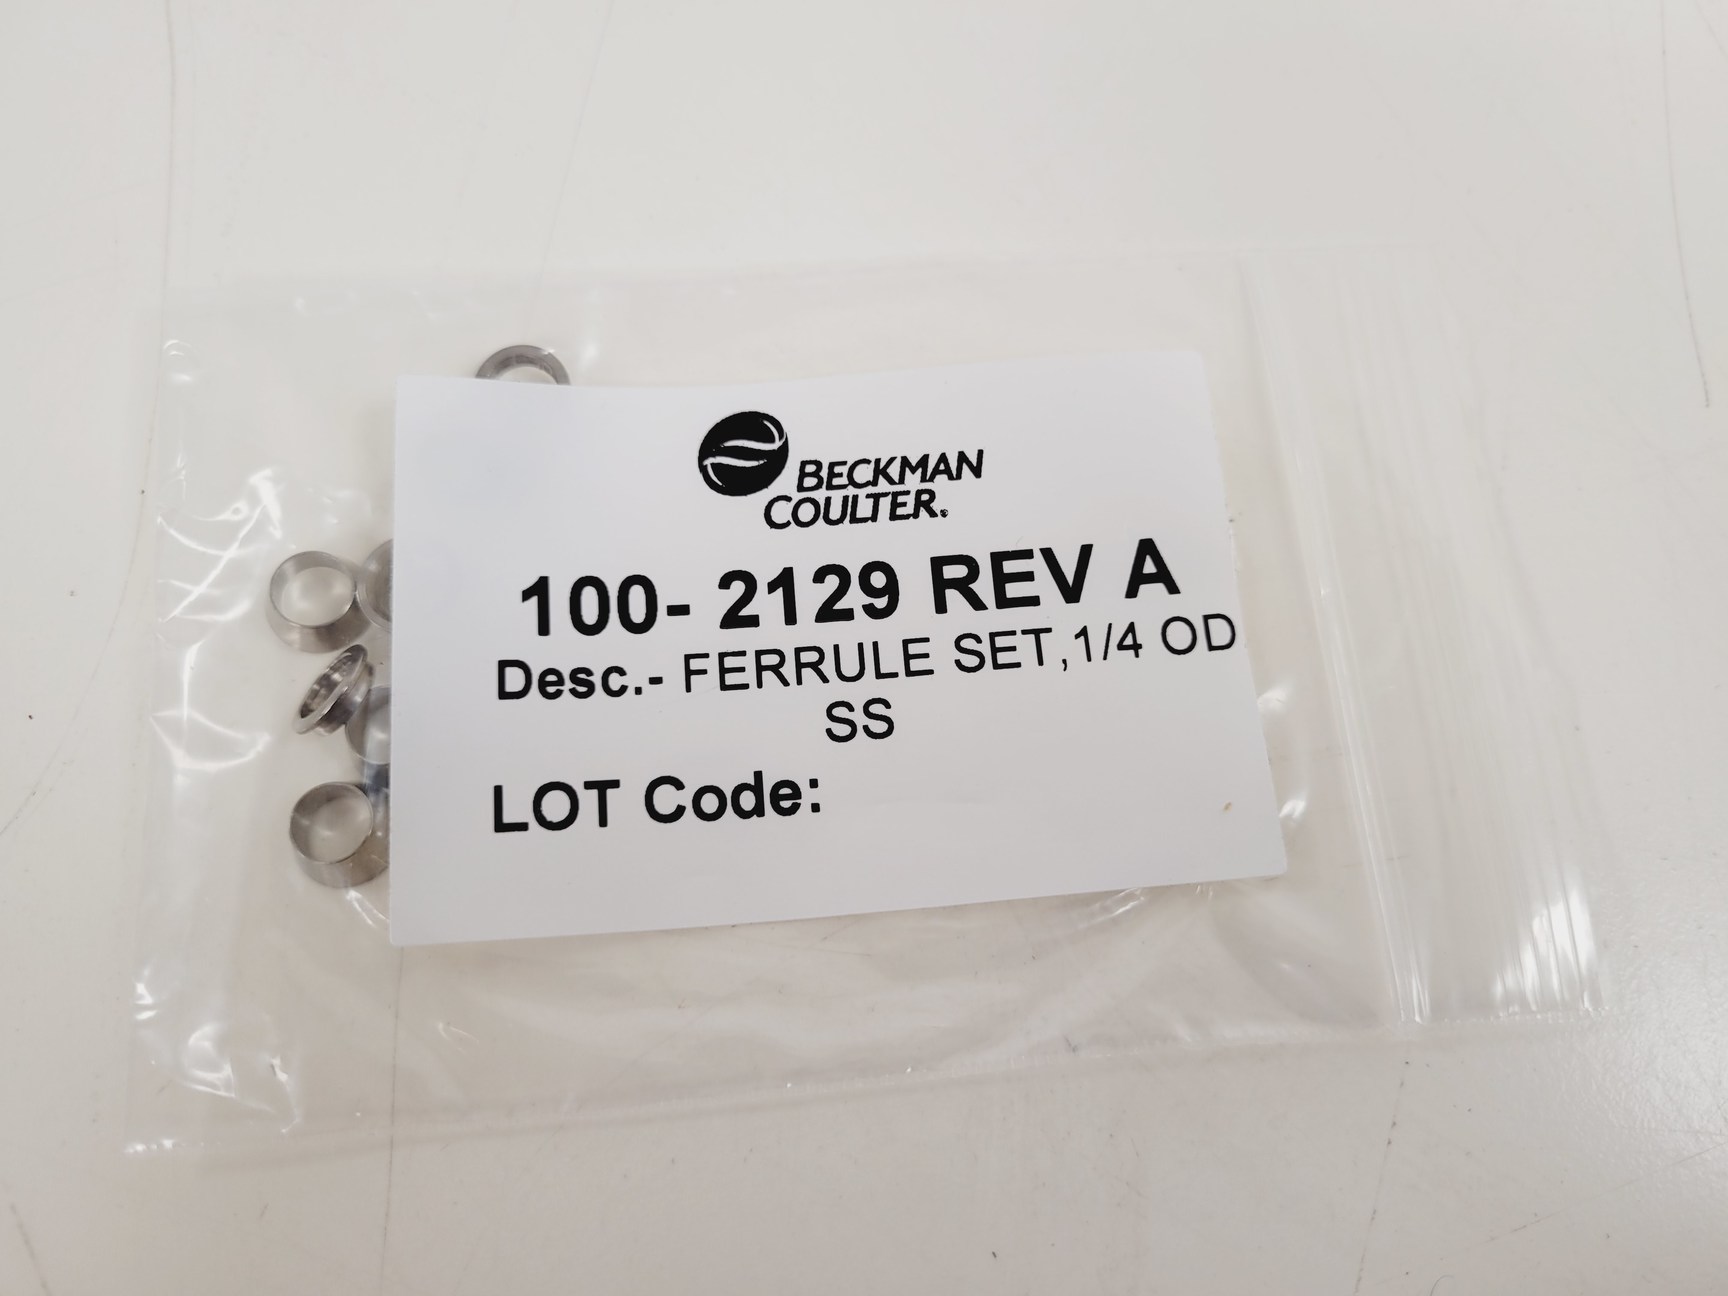 BECKMAN
COULTER®
100- 2129 REV A
Desc.- FERRULE SET,1/4 OD
SS
LOT Code: